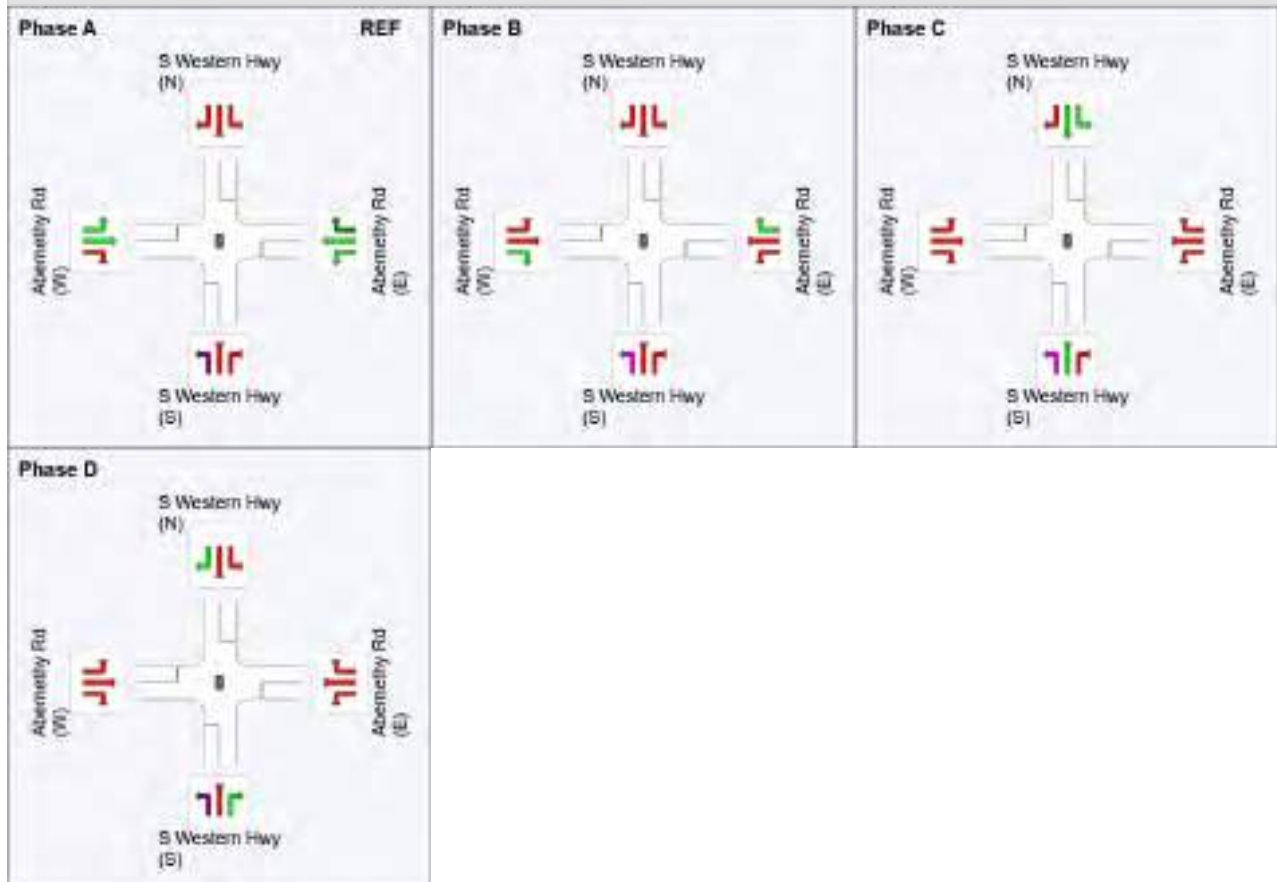 Phase A REF
S Western Hwy
(N)
Abernethy Rd
(W)
Abernethy Rd
(E)
S Western Hwy
(S)
Phase B
S Western Hwy
(N)
Abernethy Rd
(W)
Abernethy Rd
(E)
S Western Hwy
(S)
Phase C
S Western Hwy
(N)
Abernethy Rd
(W)
Abernethy Rd
(E)
S Western Hwy
(S)
Phase D
S Western Hwy
(N)
Abernethy Rd
(W)
Abernethy Rd
(E)
S Western Hwy
(S)